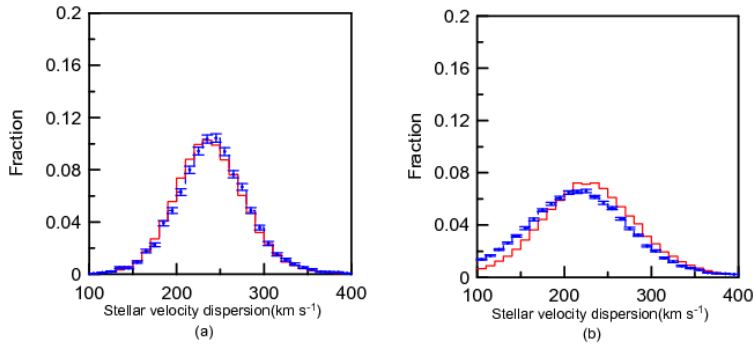 0.2
0.16
0.12
0.08
0.04
0
Fraction
100 200 300 400
Stellar velocity dispersion(km s⁻¹)
(a)
0.2
0.16
0.12
0.08
0.04
0
Fraction
100 200 300 400
Stellar velocity dispersion(km s⁻¹)
(b)